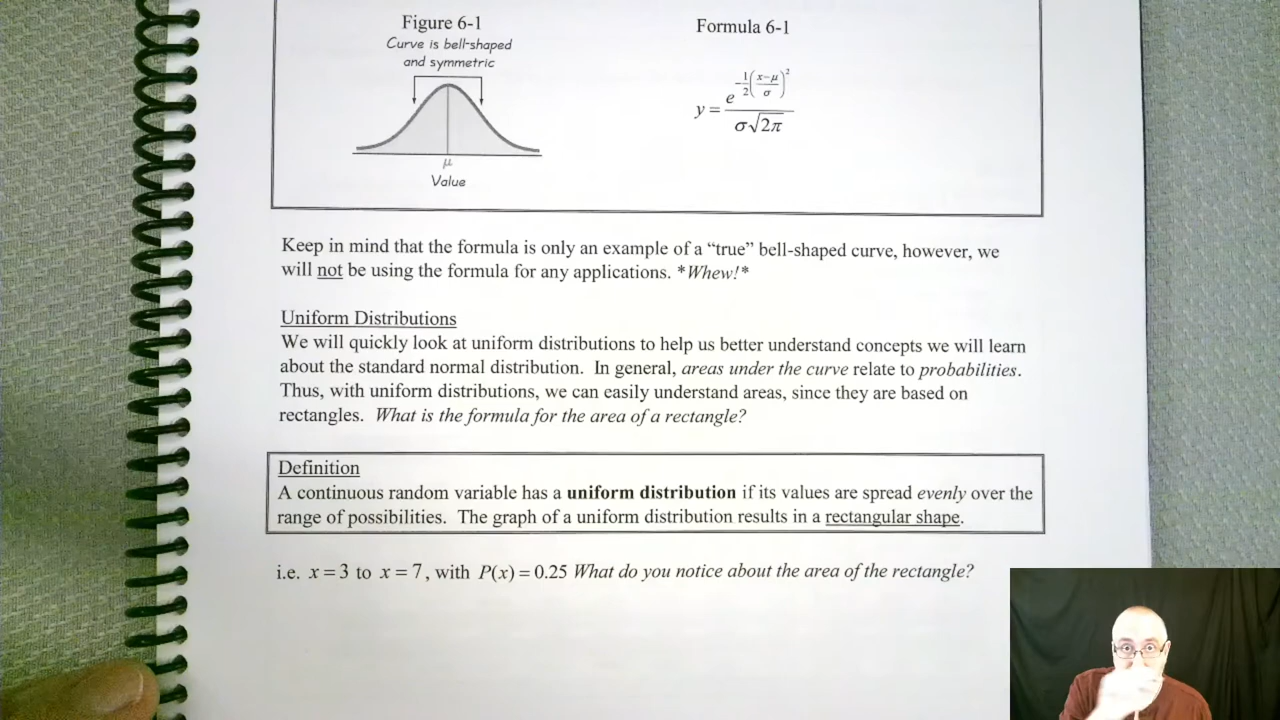 Figure 6-1
Curve is bell-shaped
and symmetric
μ
Value
Formula 6-1
y = e^{-\frac{1}{2}\left(\frac{x-μ}{σ}\right)^2} / σ√2π
Keep in mind that the formula is only an example of a “true” bell-shaped curve, however, we
will not be using the formula for any applications. *Whew!*
Uniform Distributions
We will quickly look at uniform distributions to help us better understand concepts we will learn
about the standard normal distribution. In general, areas under the curve relate to probabilities.
Thus, with uniform distributions, we can easily understand areas, since they are based on
rectangles. What is the formula for the area of a rectangle?
Definition
A continuous random variable has a uniform distribution if its values are spread evenly over the
range of possibilities. The graph of a uniform distribution results in a rectangular shape.
i.e. x = 3 to x = 7, with P(x) = 0.25 What do you notice about the area of the rectangle?